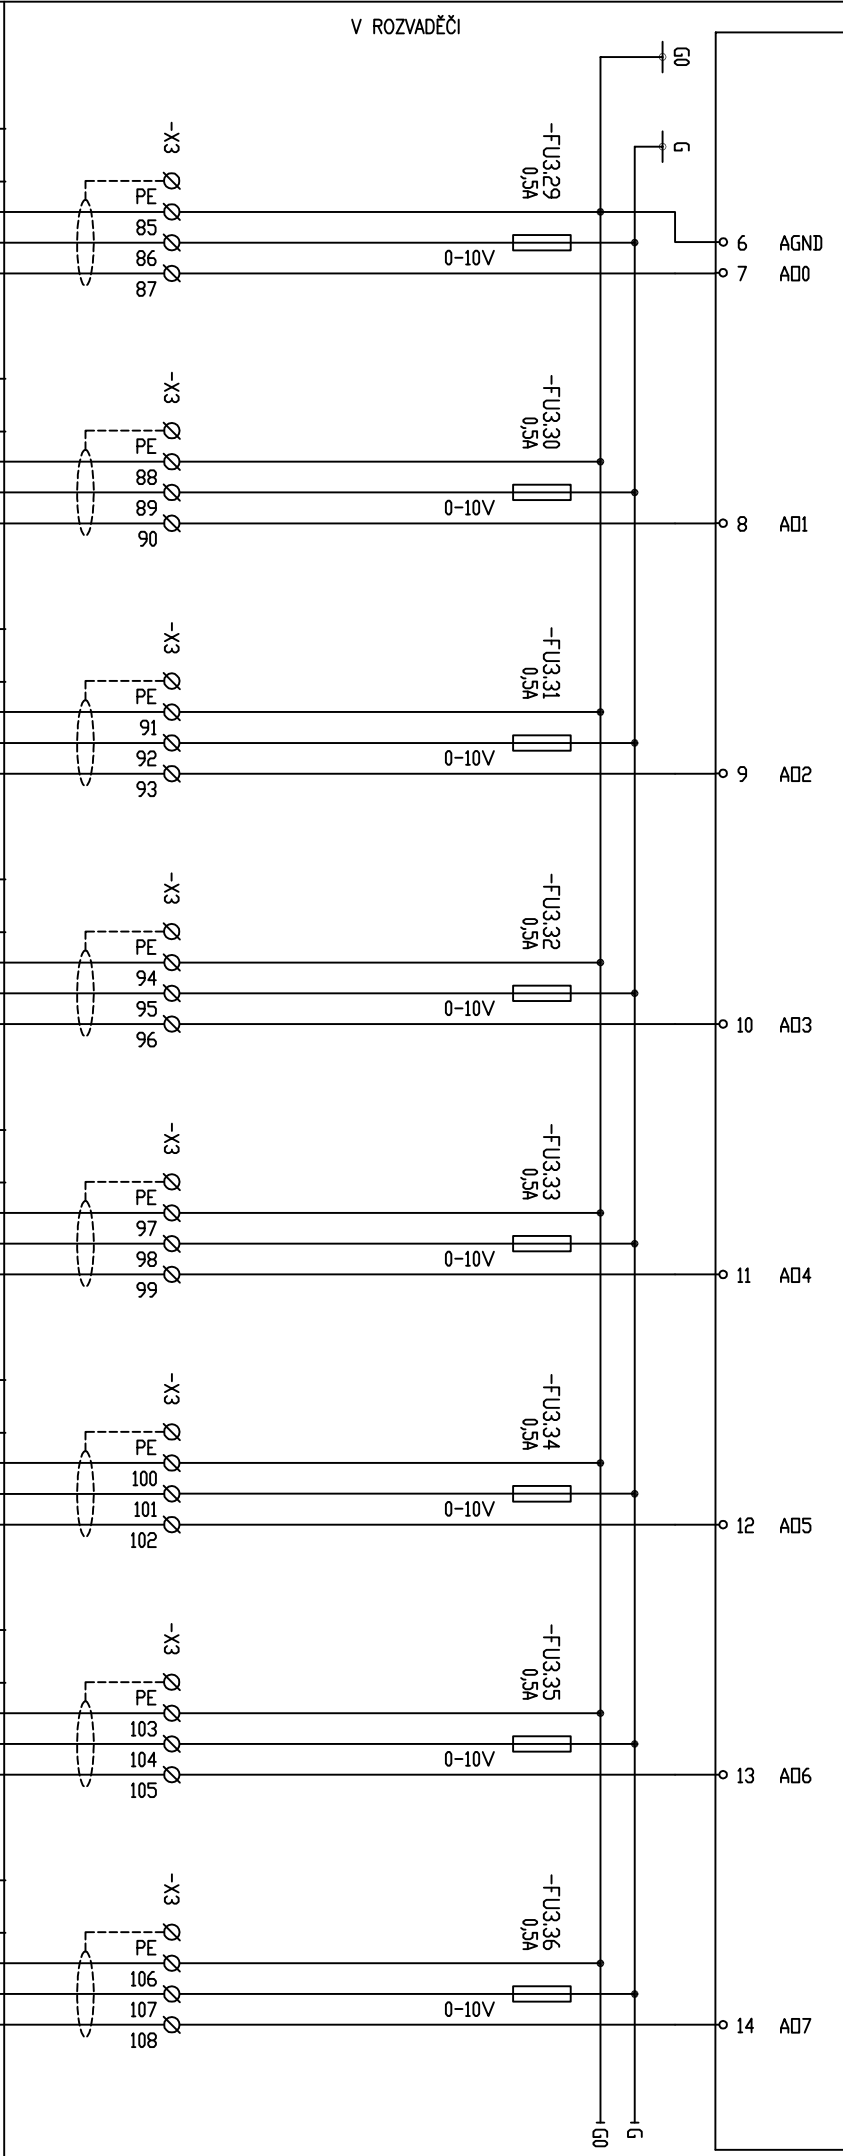 V ROZVADĚČI
G0
G
-X3
-FU3.29
0,5A
PE
85
86
87
0-10V
6 AGND
7 AO0
-X3
-FU3.30
0,5A
PE
88
89
90
0-10V
8 AO1
-X3
-FU3.31
0,5A
PE
91
92
93
0-10V
9 AO2
-X3
-FU3.32
0,5A
PE
94
95
96
0-10V
10 AO3
-X3
-FU3.33
0,5A
PE
97
98
99
0-10V
11 AO4
-X3
-FU3.34
0,5A
PE
100
101
102
0-10V
12 AO5
-X3
-FU3.35
0,5A
PE
103
104
105
0-10V
13 AO6
-X3
-FU3.36
0,5A
PE
106
107
108
0-10V
14 AO7
G0
G